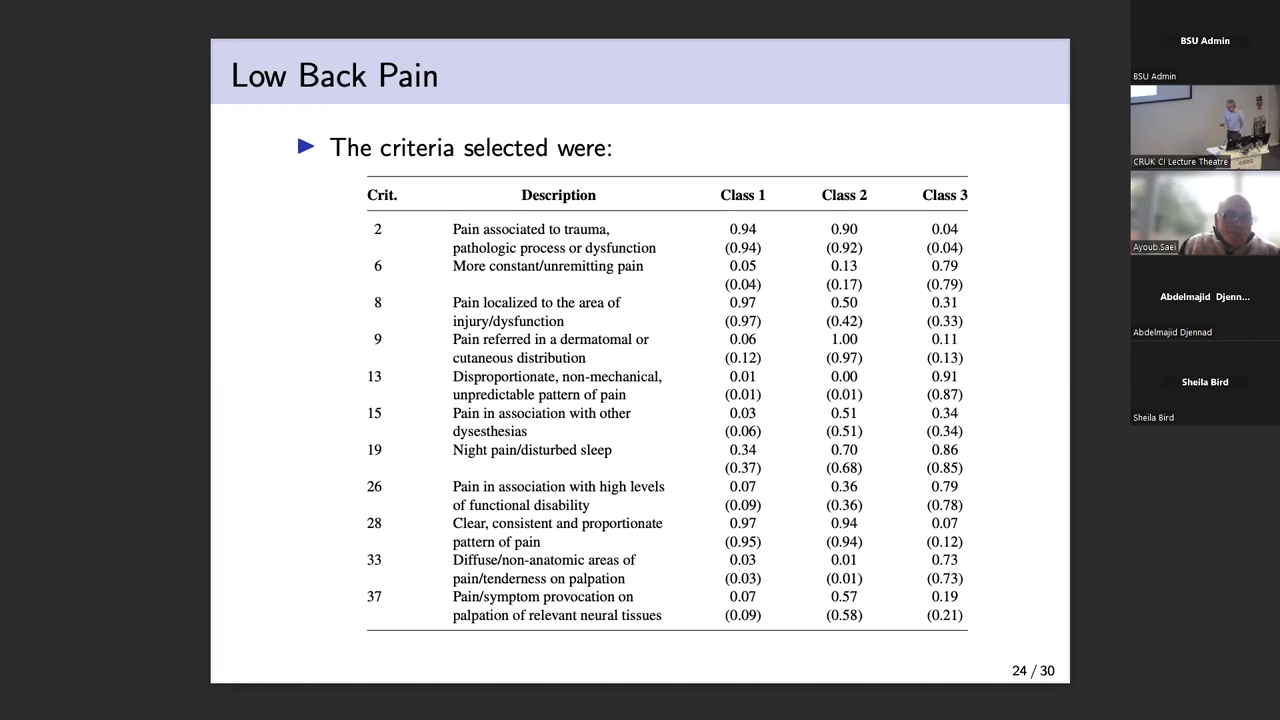 Low Back Pain
The criteria selected were:
Crit. Description Class 1 Class 2 Class 3
2 Pain associated to trauma, 0.94 0.90 0.04
pathologic process or dysfunction (0.94) (0.92) (0.04)
6 More constant/unremitting pain 0.05 0.13 0.79
(0.04) (0.17) (0.79)
8 Pain localized to the area of 0.97 0.50 0.31
injury/dysfunction (0.97) (0.42) (0.33)
9 Pain referred in a dermatomal or 0.06 1.00 0.11
cutaneous distribution (0.12) (0.97) (0.13)
13 Disproportionate, non-mechanical, 0.01 0.00 0.91
unpredictable pattern of pain (0.01) (0.01) (0.87)
15 Pain in association with other 0.03 0.51 0.34
dysesthesias (0.06) (0.51) (0.34)
19 Night pain/disturbed sleep 0.34 0.70 0.86
(0.37) (0.68) (0.85)
26 Pain in association with high levels 0.07 0.36 0.79
of functional disability (0.09) (0.36) (0.78)
28 Clear, consistent and proportionate 0.97 0.94 0.07
pattern of pain (0.95) (0.94) (0.12)
33 Diffuse/non-anatomic areas of 0.03 0.01 0.73
pain/tenderness on palpation (0.03) (0.01) (0.73)
37 Pain/symptom provocation on 0.07 0.57 0.19
palpation of relevant neural tissues (0.09) (0.58) (0.21)
24 / 30
BSU Admin
BSU Admin
CRUK CI Lecture Theatre
Ayoub.Saei
Abdelmajid Djenn...
Abdelmajid Djennad
Sheila Bird
Sheila Bird